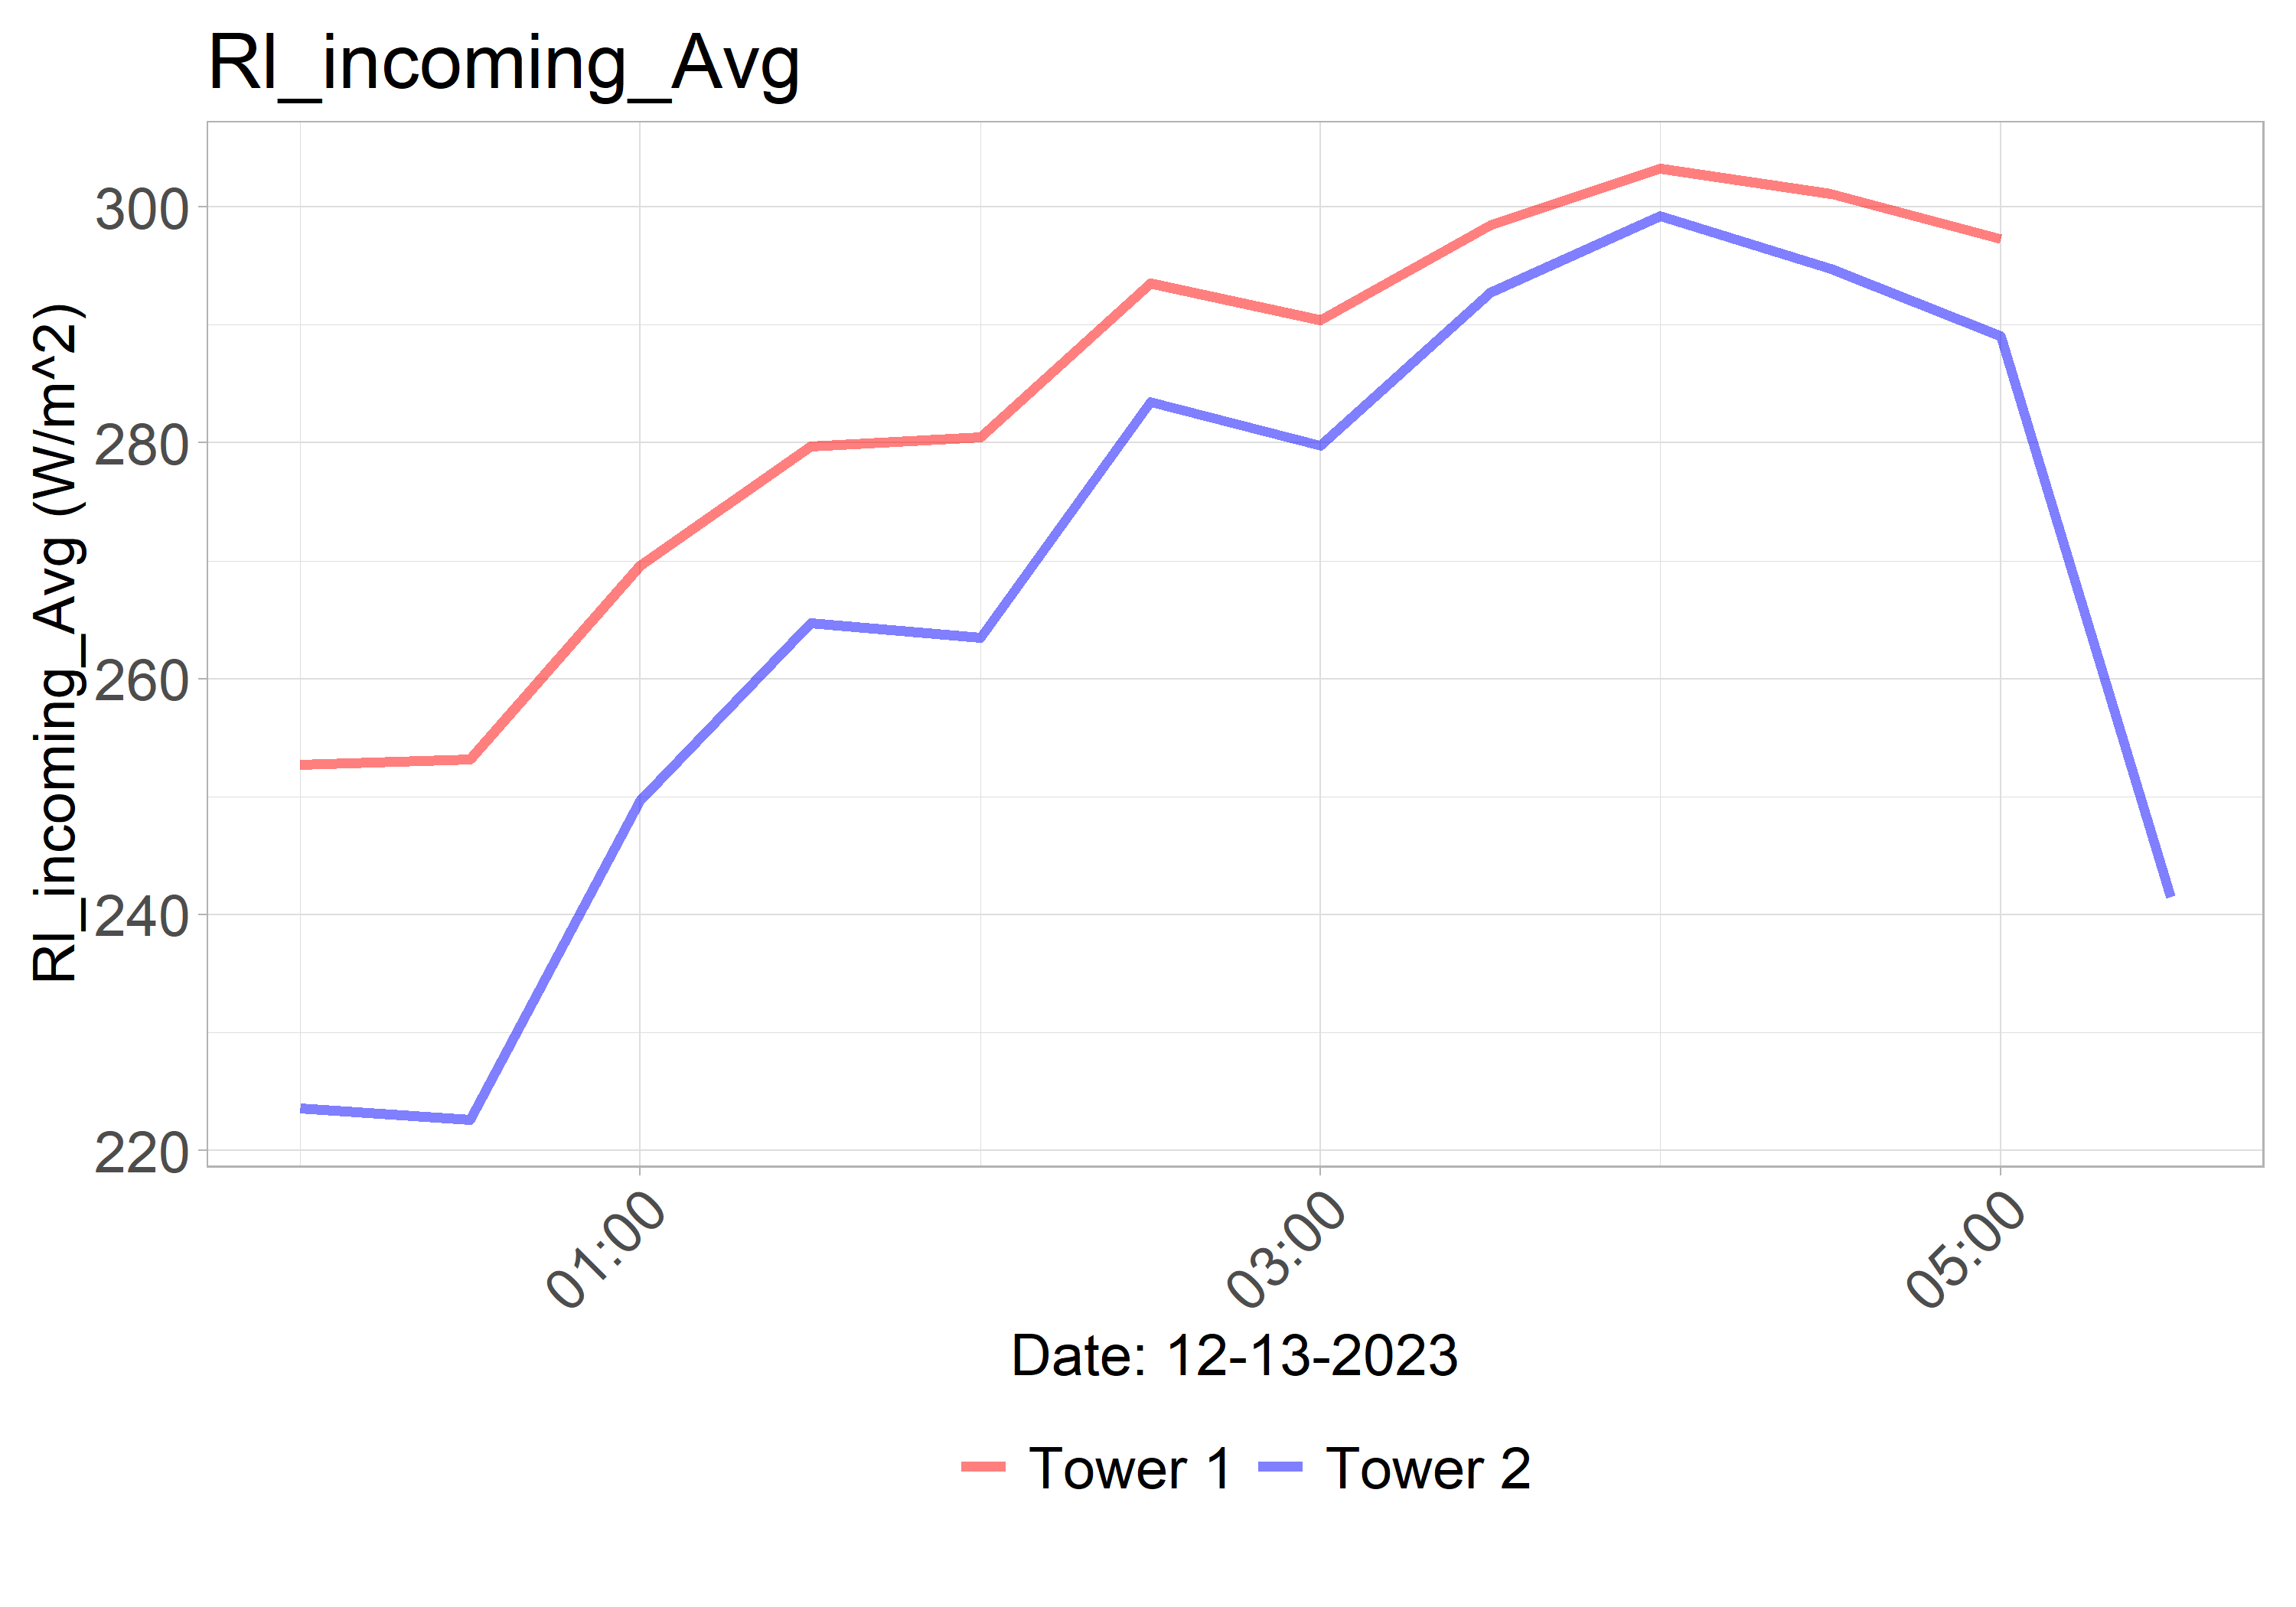 Rl_incoming_Avg
Rl_incoming_Avg (W/m^2)
300
280
260
240
220
01:00
03:00
05:00
Date: 12-13-2023
Tower 1
Tower 2